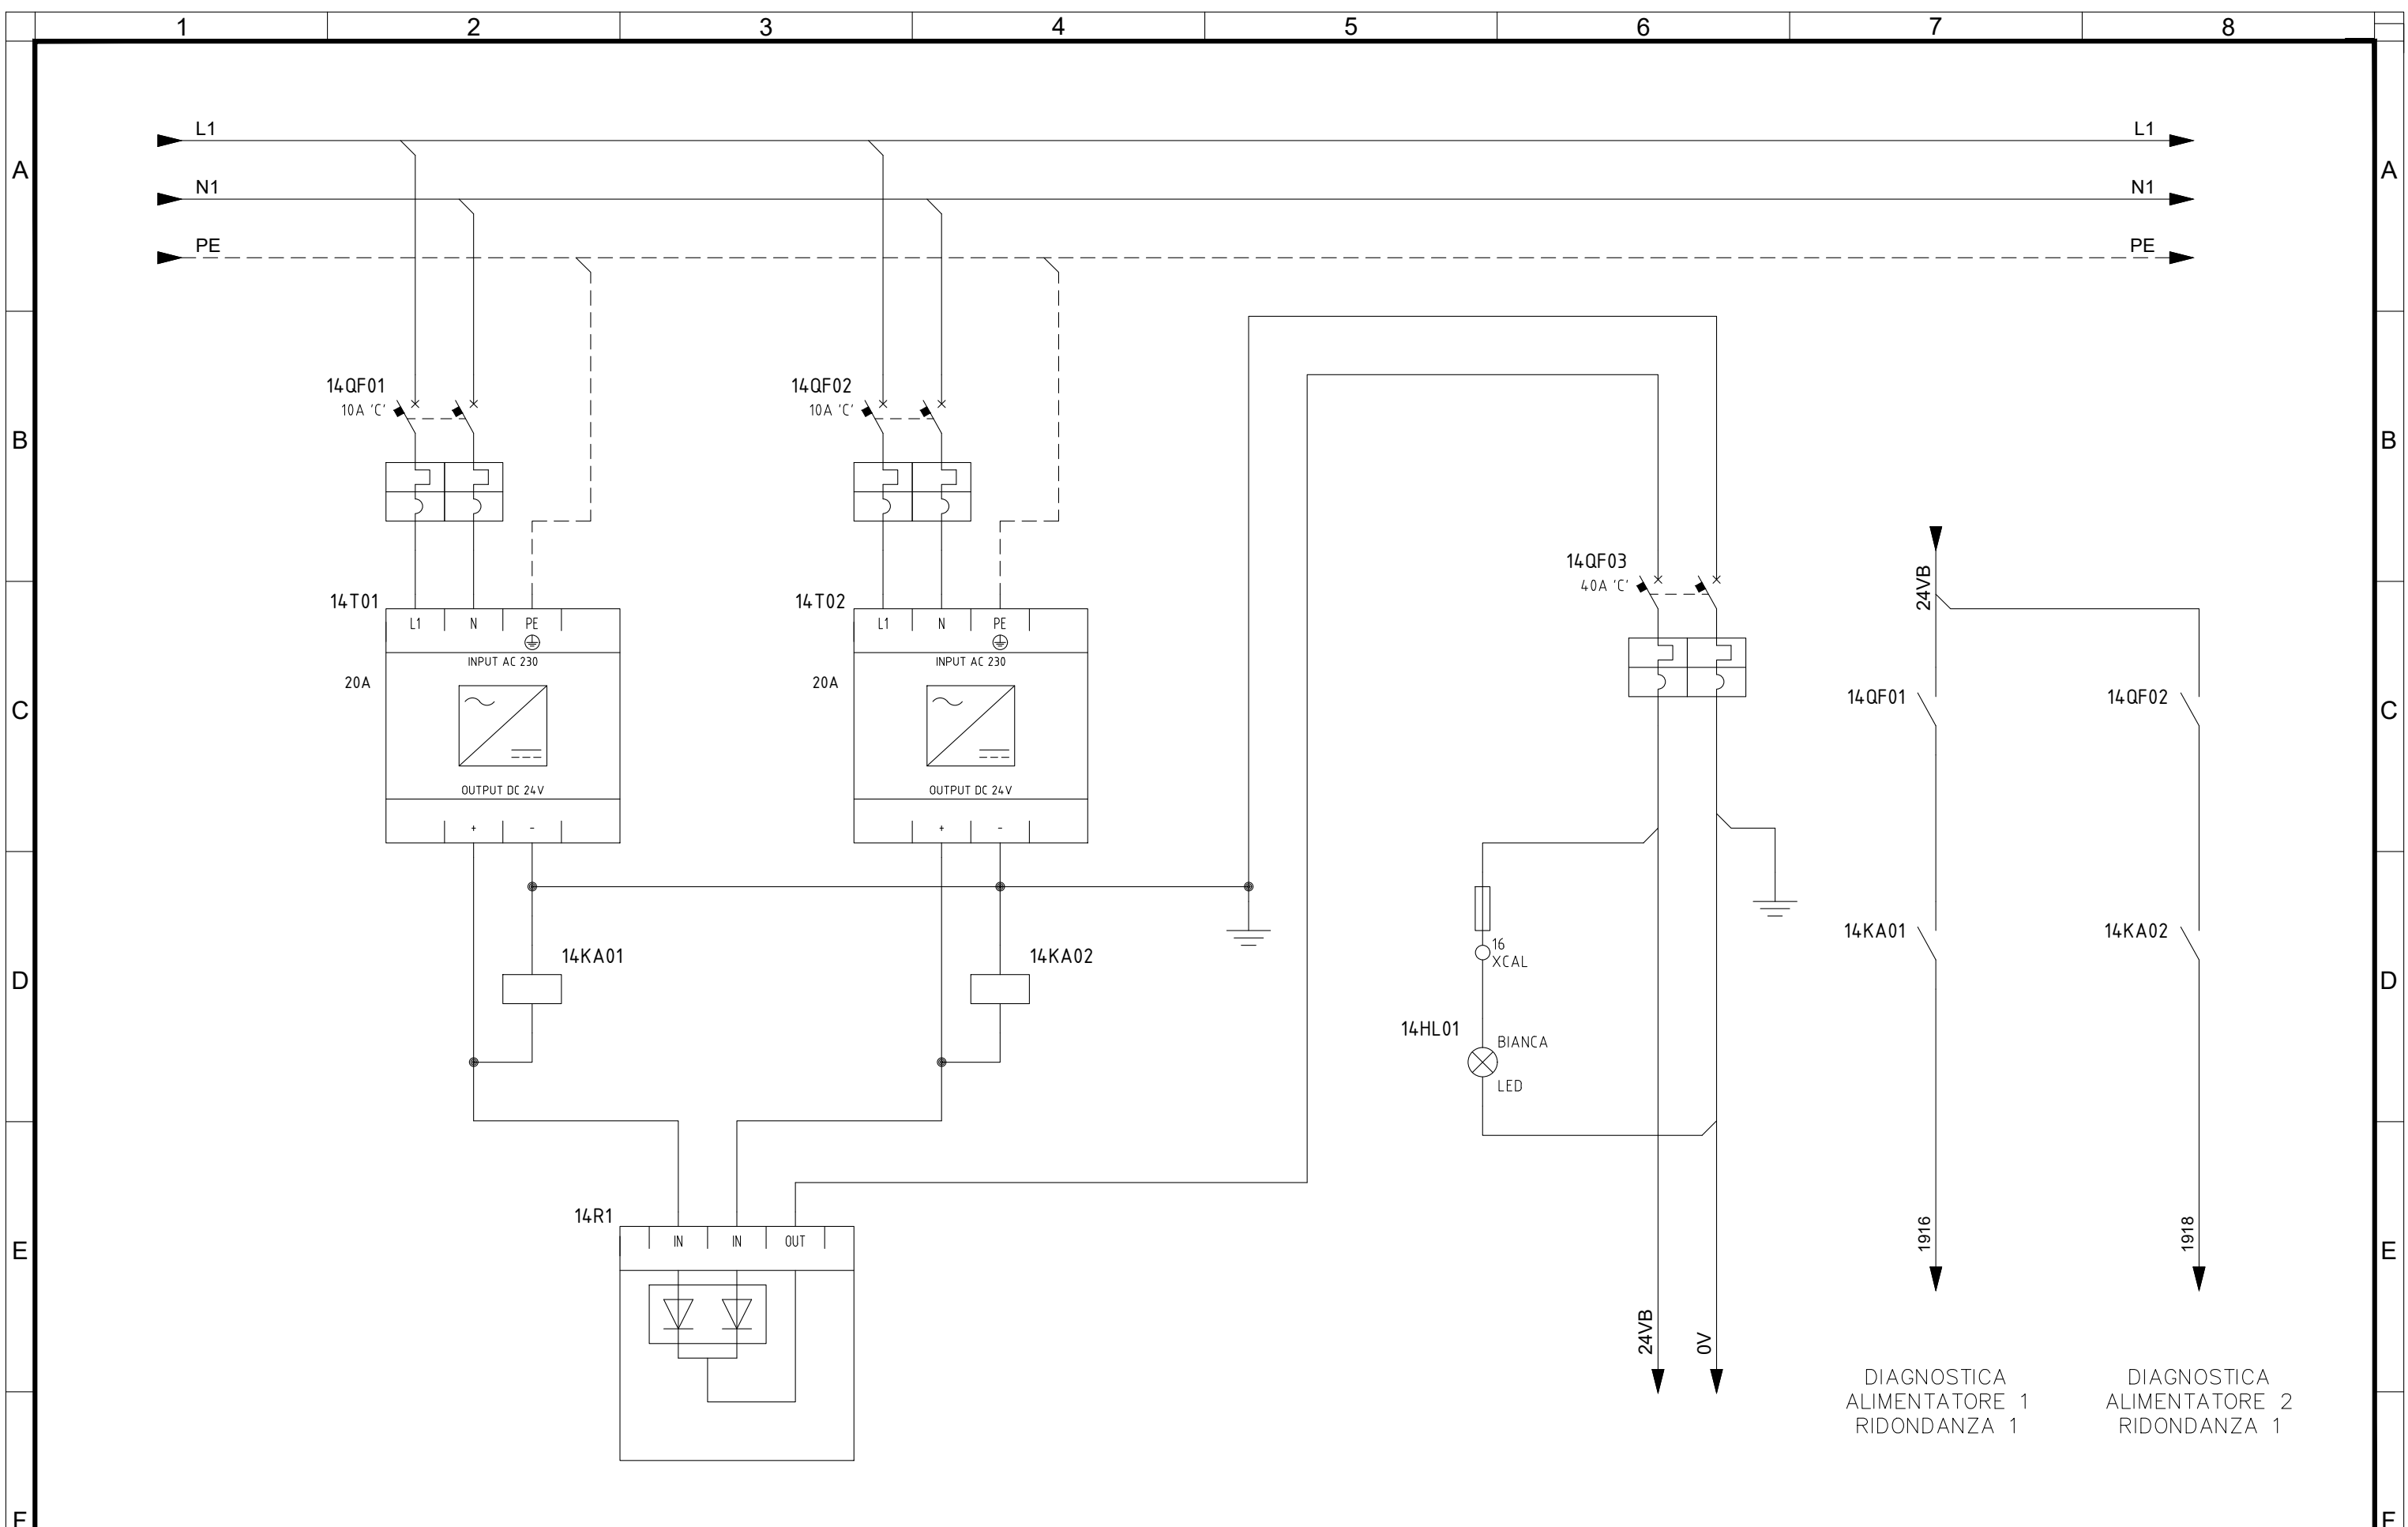 1 2 3 4 5 6 7 8
L1 L1
A A
N1 N1
PE PE
14QF01 14QF02
10A 'C' 10A 'C'
B B
14QF03
40A 'C'
24VB
14T01 14T02
L1 N PE L1 N PE
INPUT AC 230 INPUT AC 230
20A 20A
14QF01 14QF02
C C
OUTPUT DC 24V OUTPUT DC 24V
+ - + -
14KA01 14KA02
14KA01 14KA02
16
XCAL
D D
14HL01
BIANCA
LED
14R1
1916 1918
IN IN OUT
E E
24VB 0V
DIAGNOSTICA
ALIMENTATORE 1
RIDONDANZA 1
DIAGNOSTICA
ALIMENTATORE 2
RIDONDANZA 1
F F